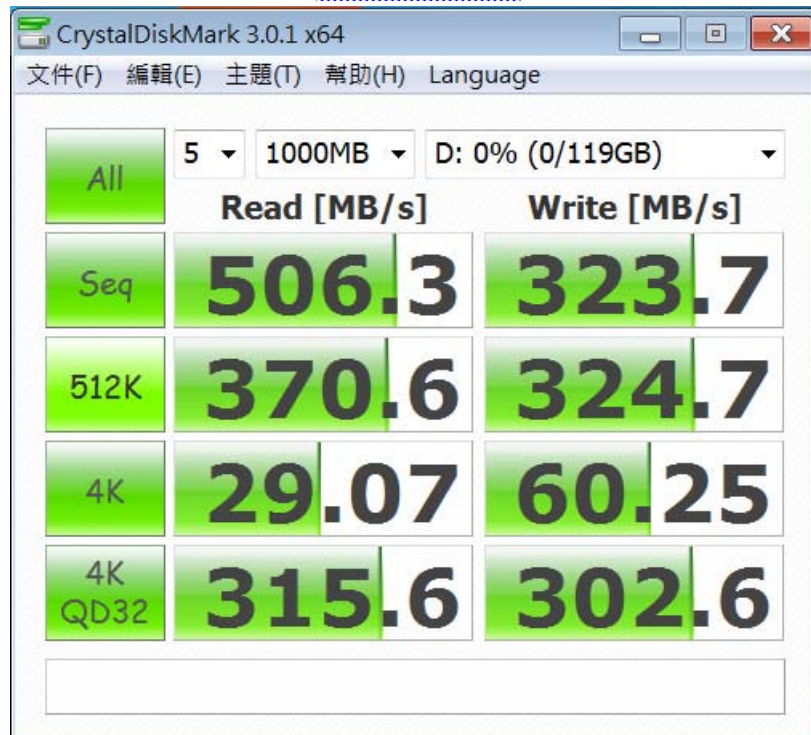 CrystalDiskMark 3.0.1 x64
文件(F) 編輯(E) 主題(T) 幫助(H) Language
All 5 1000MB D: 0% (0/119GB)
Read [MB/s] Write [MB/s]
Seq 506.3 323.7
512K 370.6 324.7
4K 29.07 60.25
4K
QD32 315.6 302.6